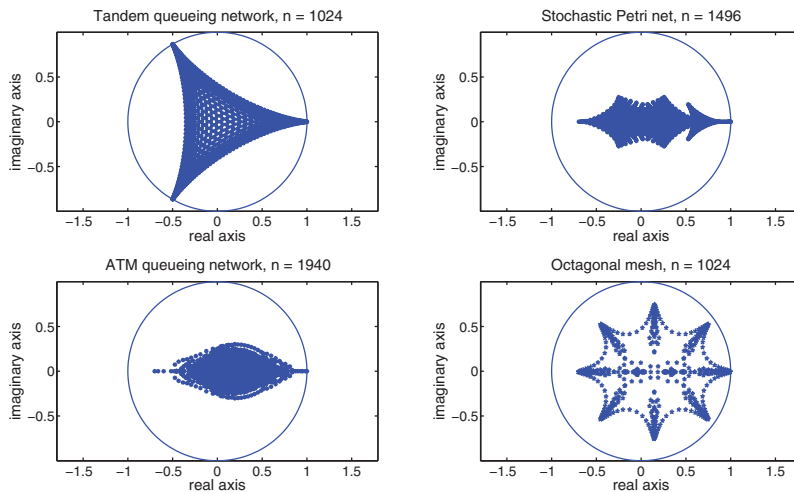 Tandem queueing network, n = 1024
0.5
0
−0.5
imaginary axis
−1.5 −1 −0.5 0 0.5 1 1.5
real axis
Stochastic Petri net, n = 1496
0.5
0
−0.5
imaginary axis
−1.5 −1 −0.5 0 0.5 1 1.5
real axis
ATM queueing network, n = 1940
0.5
0
−0.5
imaginary axis
−1.5 −1 −0.5 0 0.5 1 1.5
real axis
Octagonal mesh, n = 1024
0.5
0
−0.5
imaginary axis
−1.5 −1 −0.5 0 0.5 1 1.5
real axis